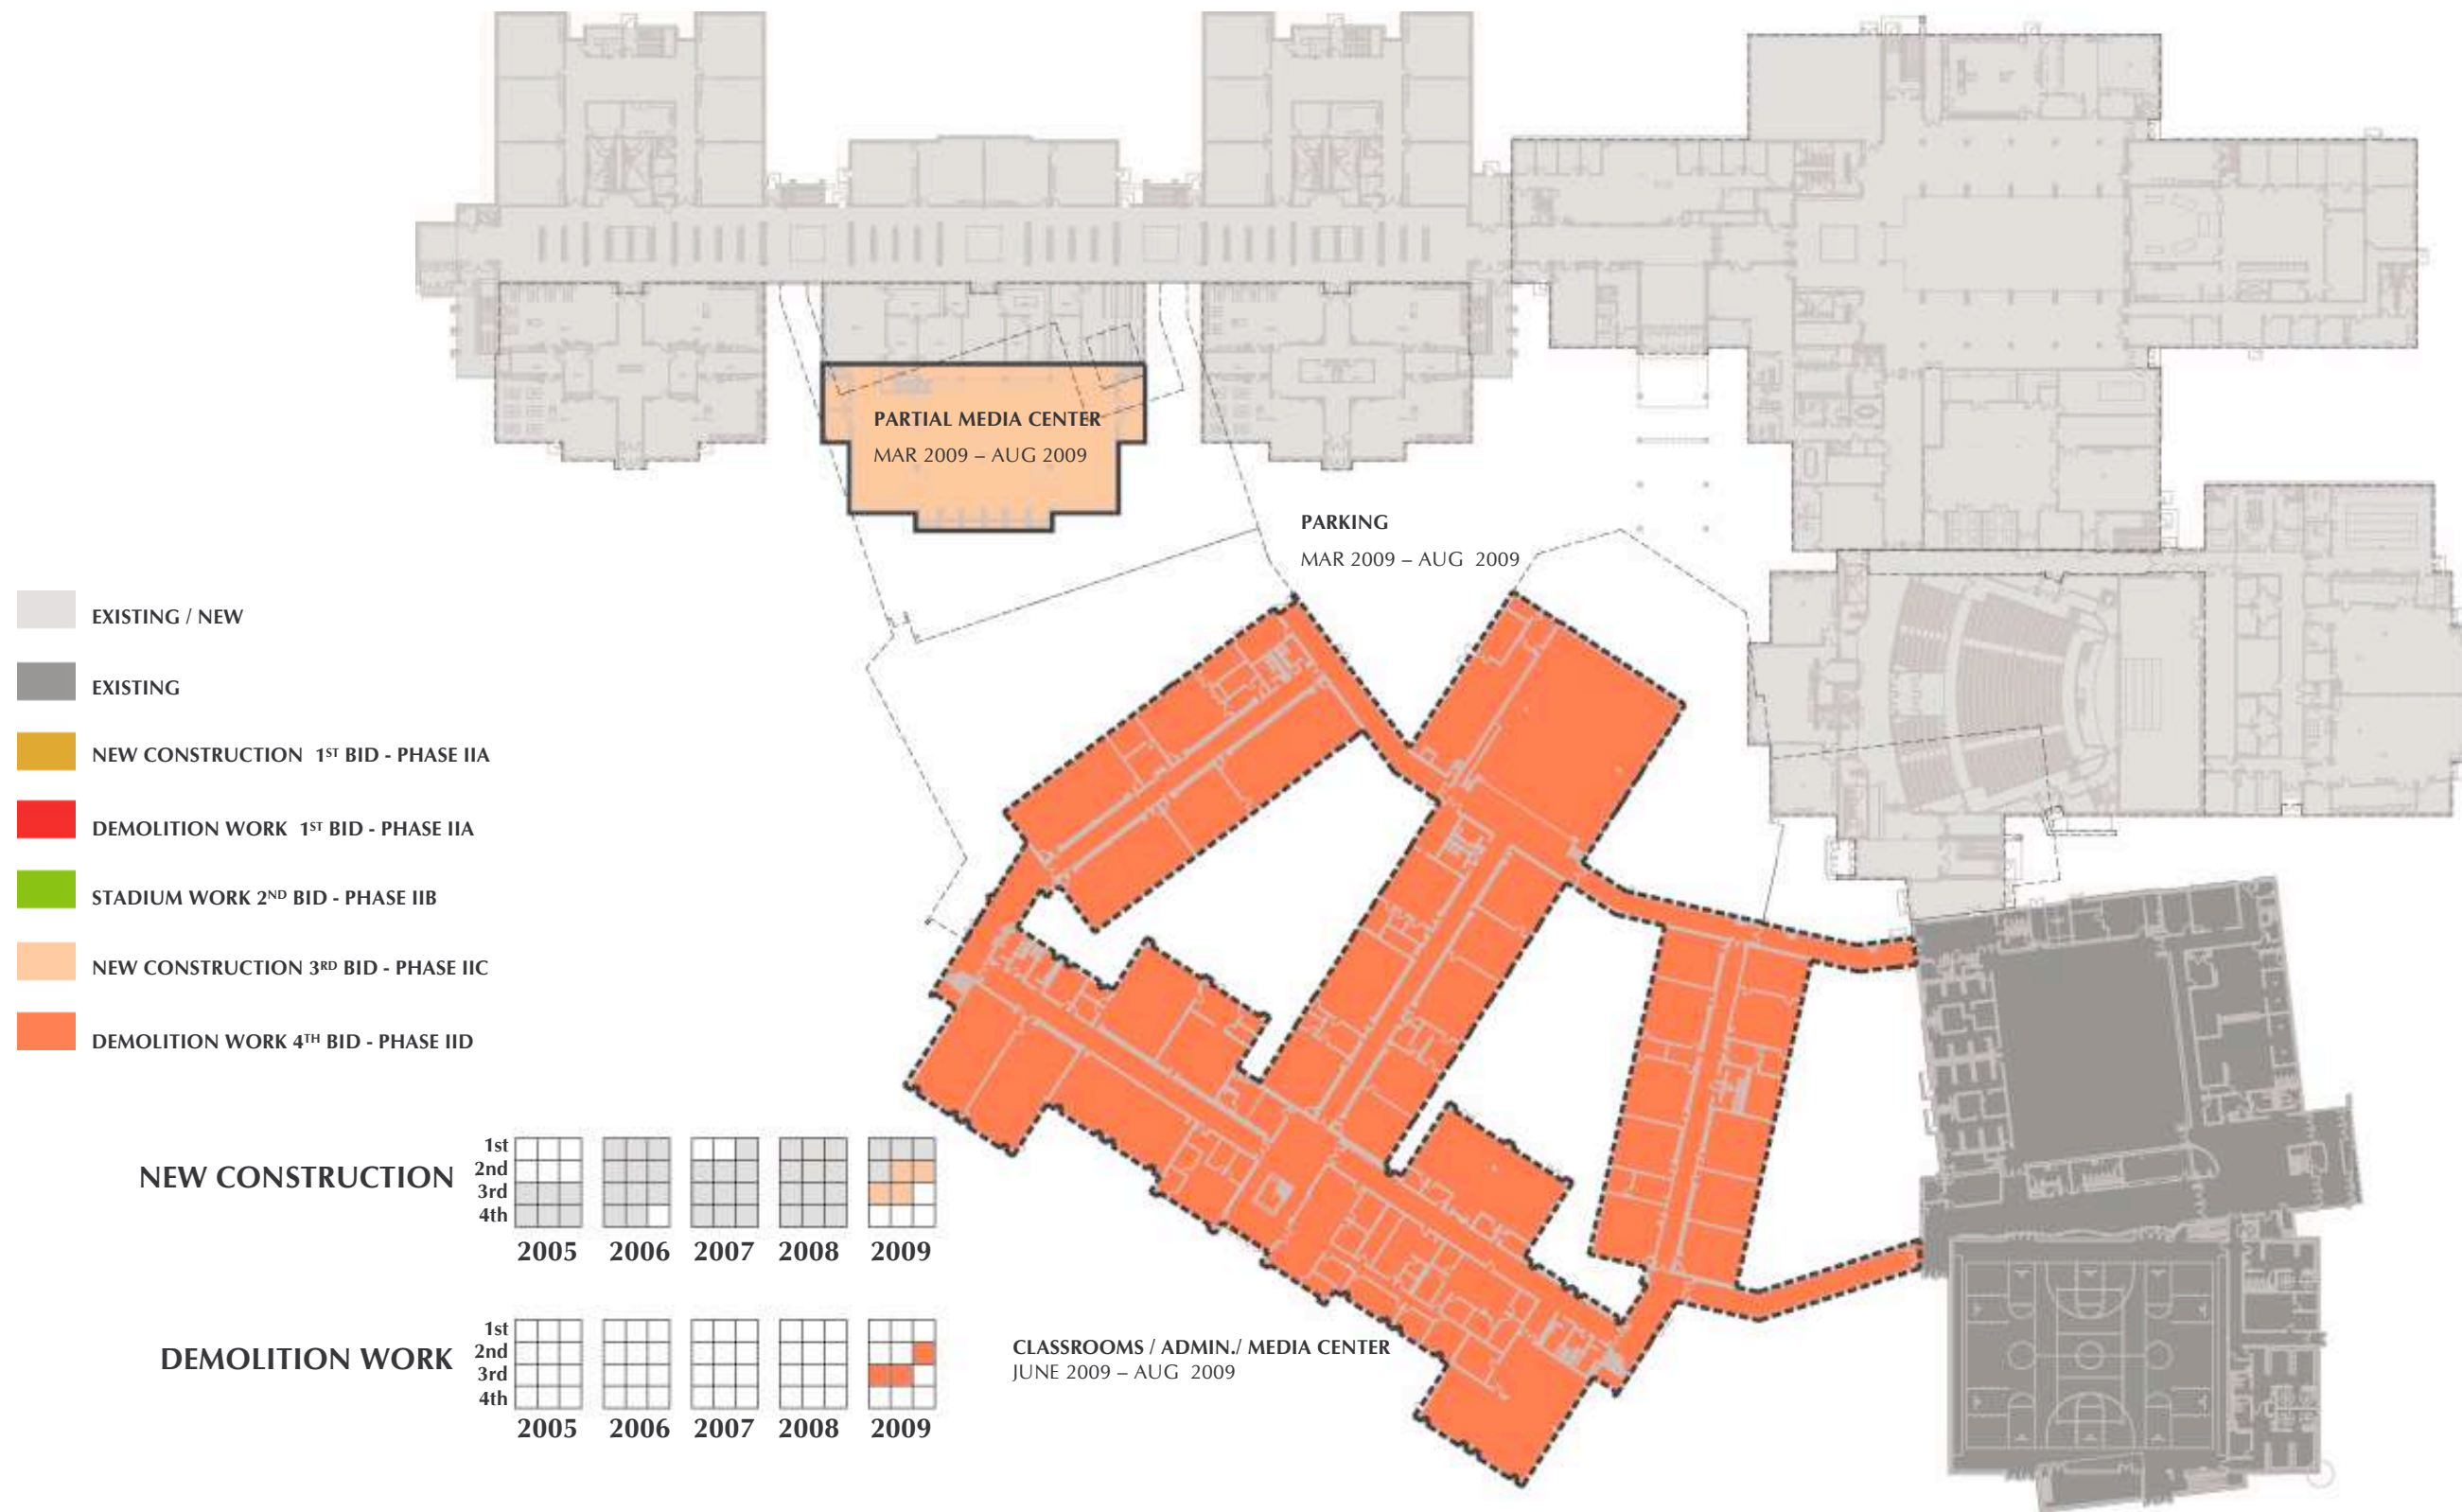 PARTIAL MEDIA CENTER
MAR 2009 – AUG 2009
PARKING
MAR 2009 – AUG 2009
EXISTING / NEW
EXISTING
NEW CONSTRUCTION 1ST BID - PHASE IIA
DEMOLITION WORK 1ST BID - PHASE IIA
STADIUM WORK 2ND BID - PHASE IIB
NEW CONSTRUCTION 3RD BID - PHASE IIC
DEMOLITION WORK 4TH BID - PHASE IID
NEW CONSTRUCTION
1st
2nd
3rd
4th
2005 2006 2007 2008 2009
DEMOLITION WORK
1st
2nd
3rd
4th
2005 2006 2007 2008 2009
CLASSROOMS / ADMIN./ MEDIA CENTER
JUNE 2009 – AUG 2009